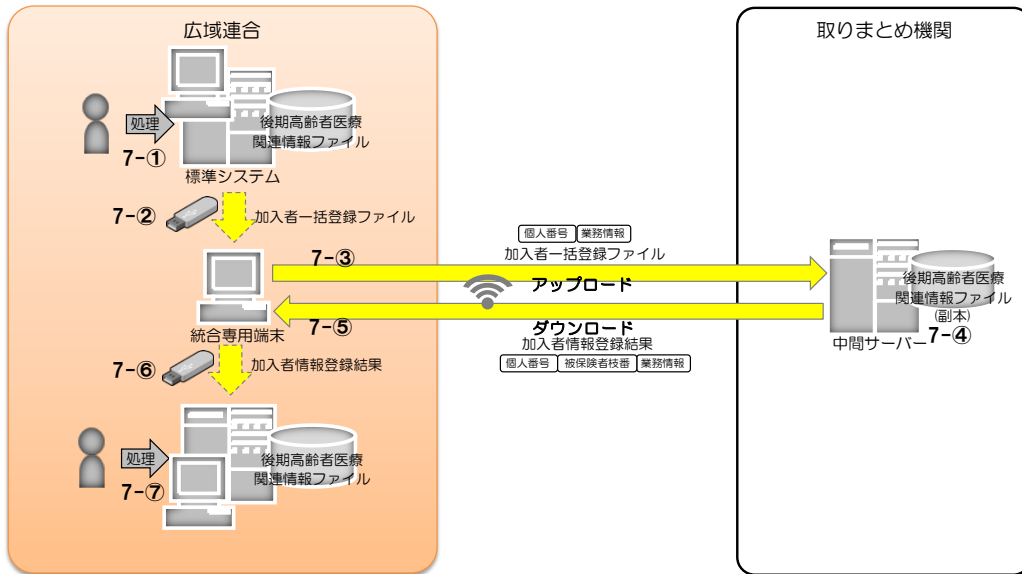 広域連合
処理
7-①
後期高齢者医療
関連情報ファイル
標準システム
7-②
加入者一括登録ファイル
統合専用端末
7-③
個人番号 業務情報
加入者一括登録ファイル
アップロード
取りまとめ機関
後期高齢者医療
関連情報ファイル
(副本)
中間サーバー
7-④
7-⑤
ダウンロード
加入者情報登録結果
個人番号 被保険者枝番 業務情報
7-⑥
加入者情報登録結果
処理
7-⑦
後期高齢者医療
関連情報ファイル